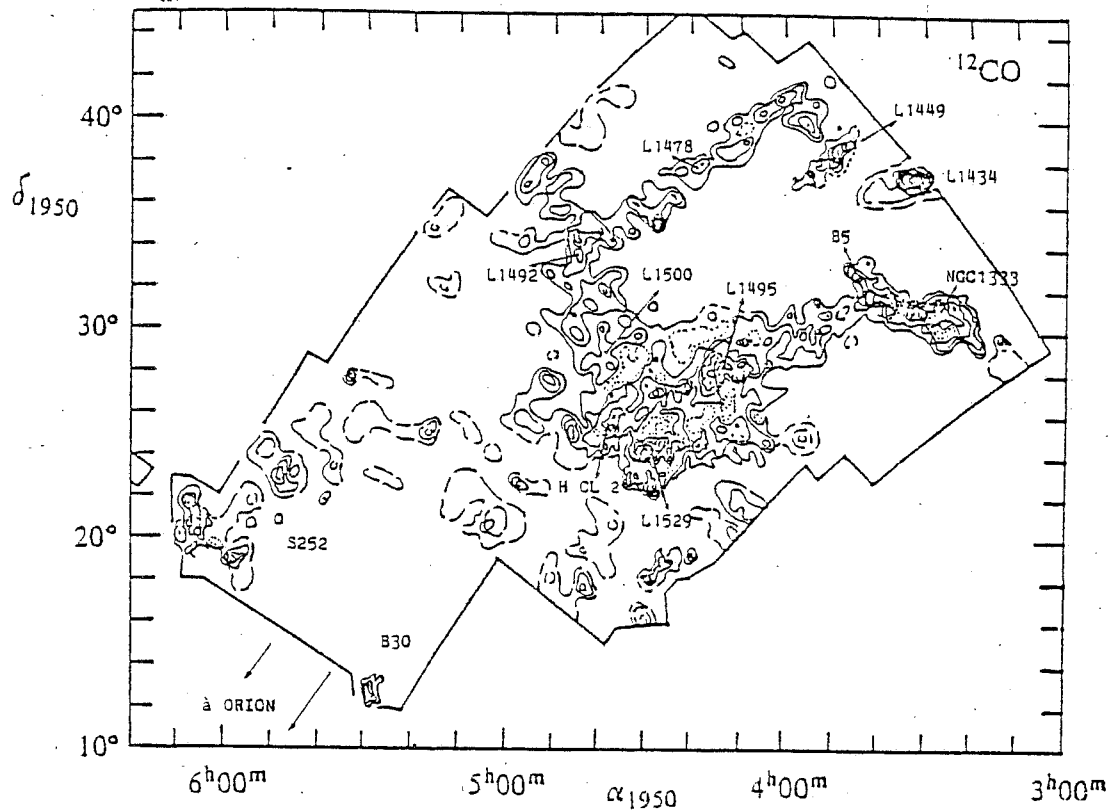 ¹²CO
40°
L1449
L1478
L1434
δ1950
B5
L1492
L1500
NGC1333
L1495
30°
H CL 2
L1529
20°
S252
B30
à ORION
10°
6h00m
5h00m
α1950
4h00m
3h00m